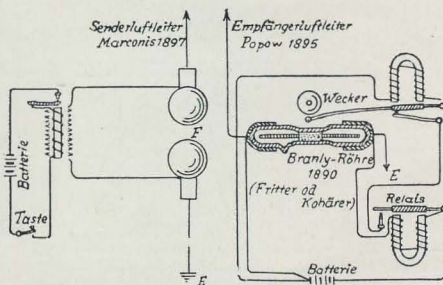 Senderluftleiter
Marconis 1897
Empfängerluftleiter
Popow 1895
Wecker
F
Batterie
Branly-Röhre
1890
(Fritter od
Kohärer)
E
Relais
Taste
E
Batterie